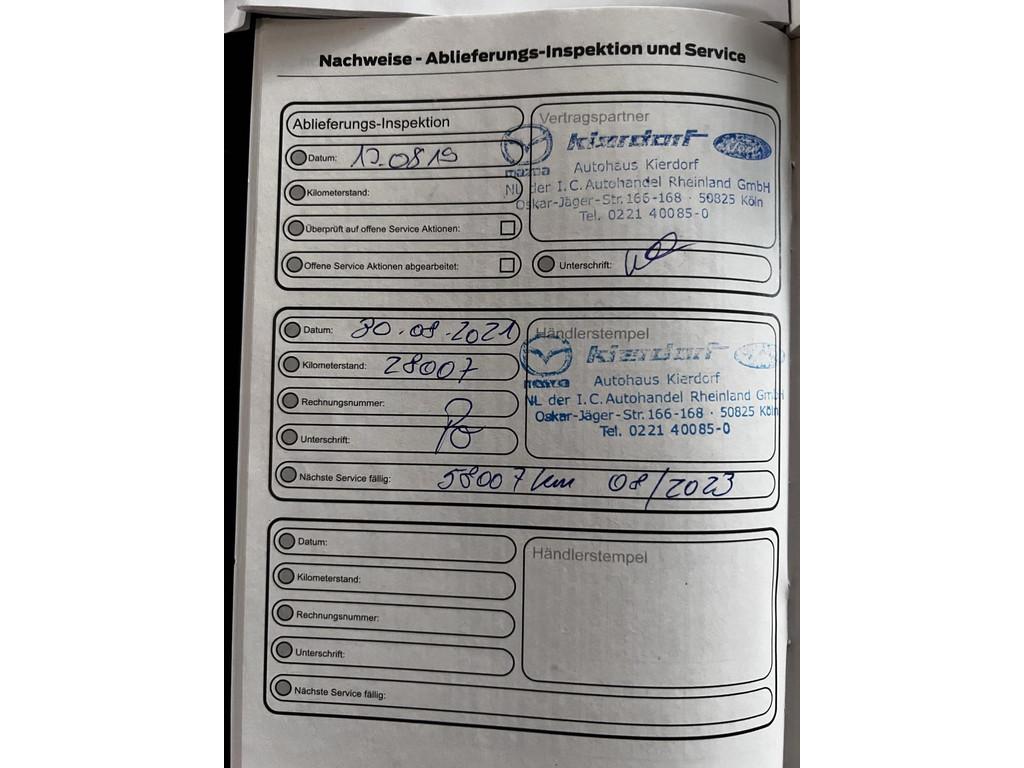 Nachweise - Ablieferungs-Inspektion und Service
Ablieferungs-Inspektion
Datum: 12.08.19
Kilometerstand:
Überprüft auf offene Service Aktionen:
Offene Service Aktionen abgearbeitet:
Vertragspartner
mazda kierdorf Ford
Autohaus Kierdorf
NL der I.C. Autohandel Rheinland GmbH
Oskar-Jäger-Str. 166-168 · 50825 Köln
Tel. 0221 40085-0
Unterschrift:
Datum: 30.08.2021
Kilometerstand: 28007
Rechnungsnummer:
Unterschrift:
Händlerstempel
mazda kierdorf
Autohaus Kierdorf
NL der I.C. Autohandel Rheinland GmbH
Oskar-Jäger-Str. 166-168 · 50825 Köln
Tel. 0221 40085-0
Nächste Service fällig: 58007 km 08/2023
Datum:
Kilometerstand:
Rechnungsnummer:
Unterschrift:
Händlerstempel
Nächste Service fällig: